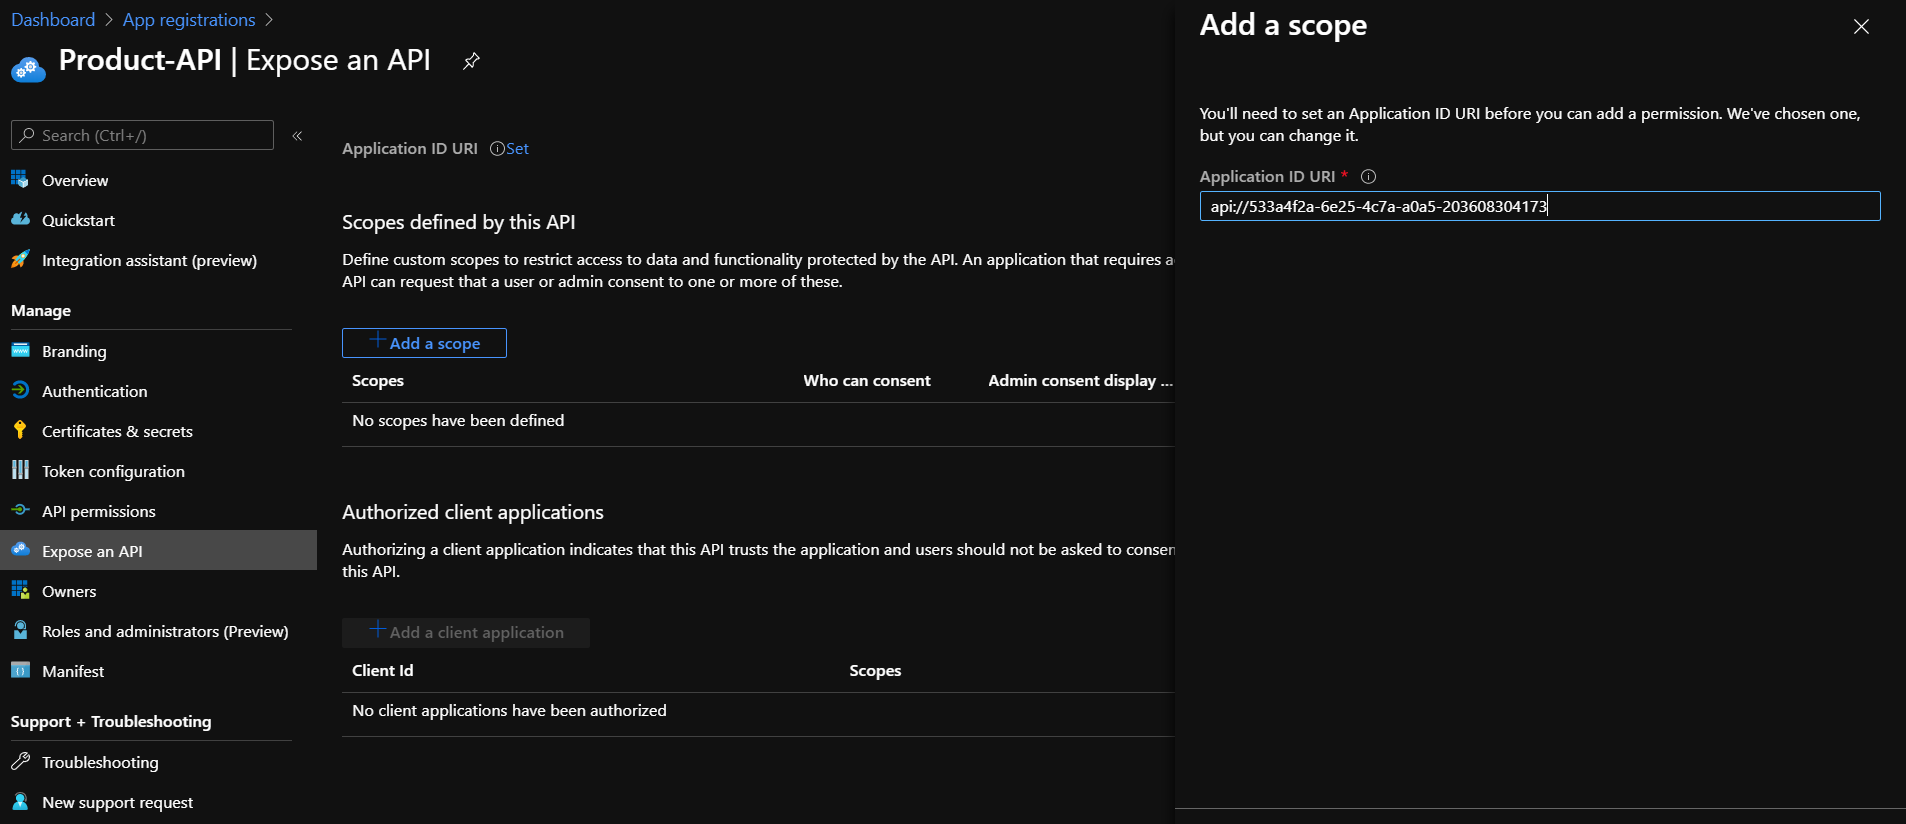 Dashboard > App registrations >
Product-API | Expose an API
Search (Ctrl+/)
«
Overview
Quickstart
Integration assistant (preview)
Manage
Branding
Authentication
Certificates & secrets
Token configuration
API permissions
Expose an API
Owners
Roles and administrators (Preview)
Manifest
Support + Troubleshooting
Troubleshooting
New support request
Application ID URI Set
Scopes defined by this API
Define custom scopes to restrict access to data and functionality protected by the API. An application that requires a
API can request that a user or admin consent to one or more of these.
+ Add a scope
Scopes Who can consent Admin consent display ...
No scopes have been defined
Authorized client applications
Authorizing a client application indicates that this API trusts the application and users should not be asked to consen
this API.
+ Add a client application
Client Id Scopes
No client applications have been authorized
Add a scope
You'll need to set an Application ID URI before you can add a permission. We've chosen one,
but you can change it.
Application ID URI *
api://533a4f2a-6e25-4c7a-a0a5-203608304173